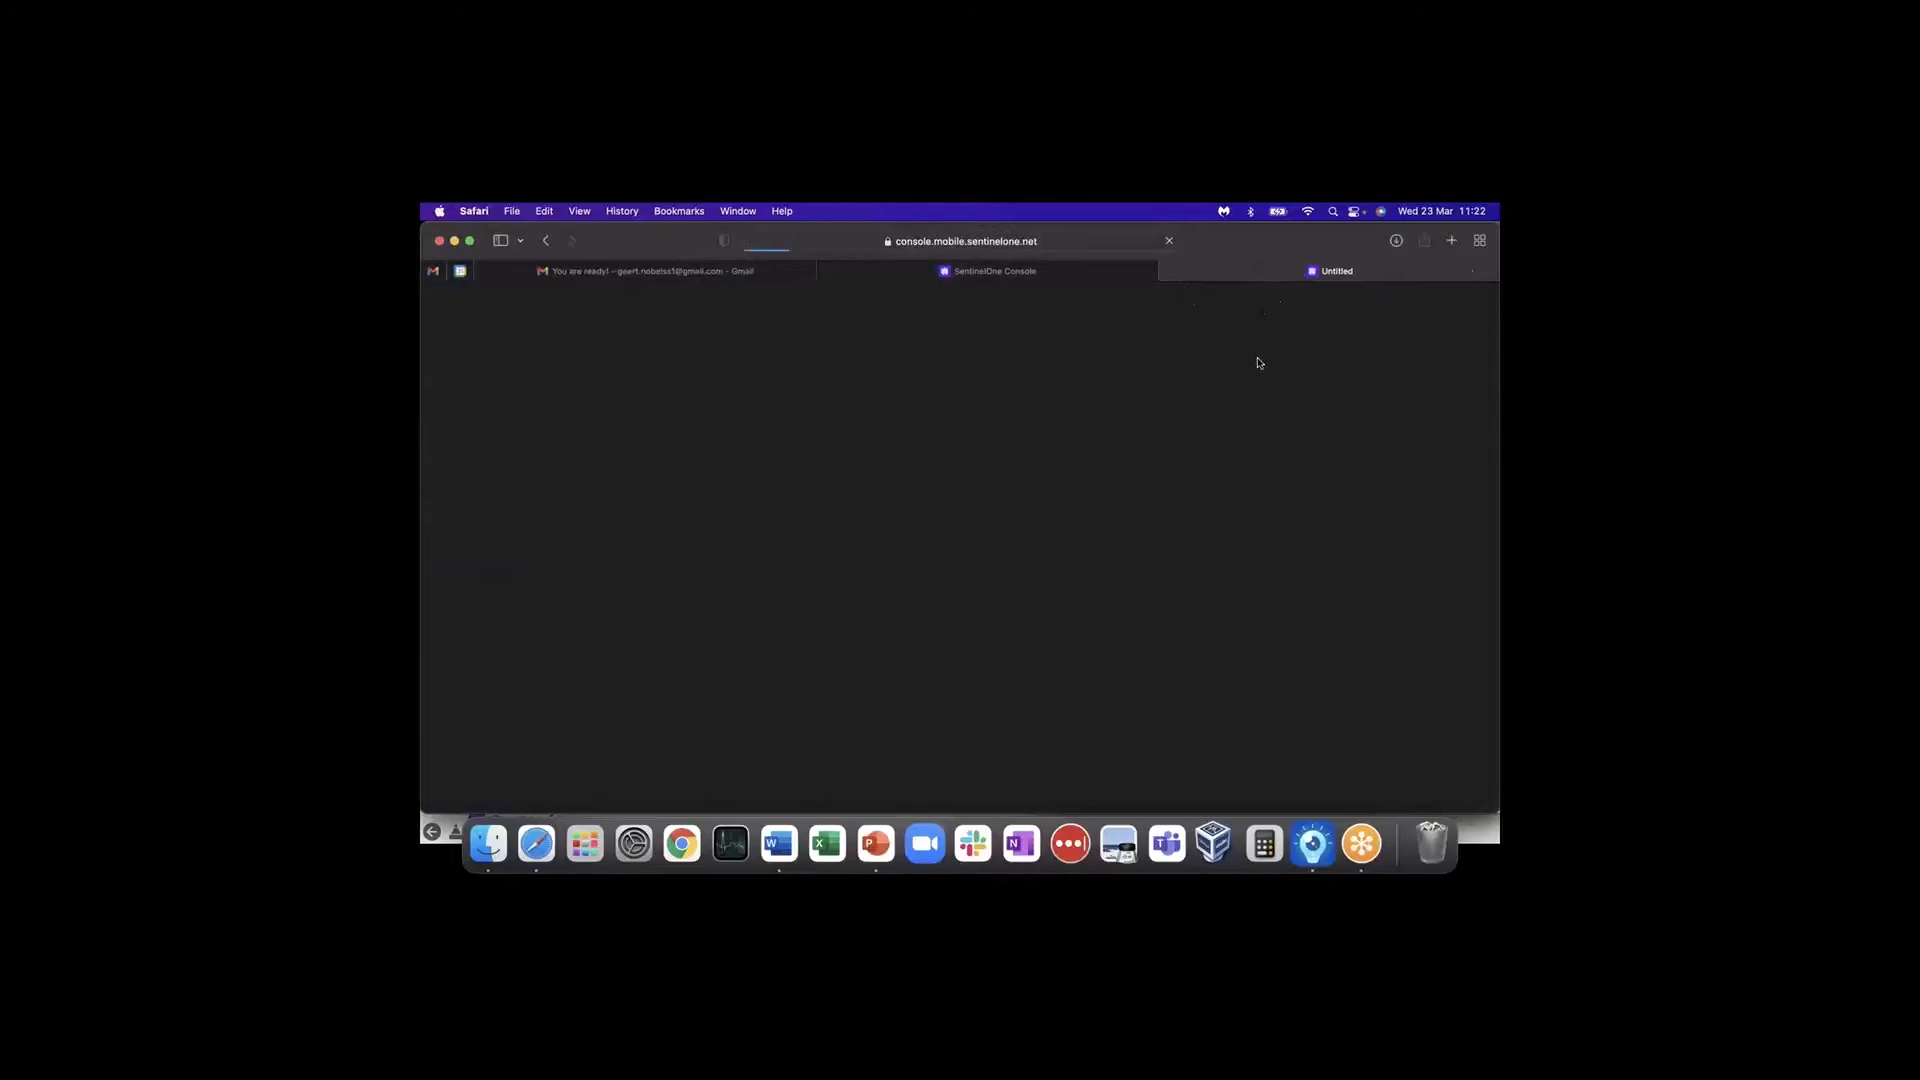 Safari File Edit View History Bookmarks Window Help Wed 23 Mar 11:22
console.mobile.sentinelone.net
You are ready! - geert.nobelss1@gmail.com - Gmail SentinelOne Console Untitled
W X P N T